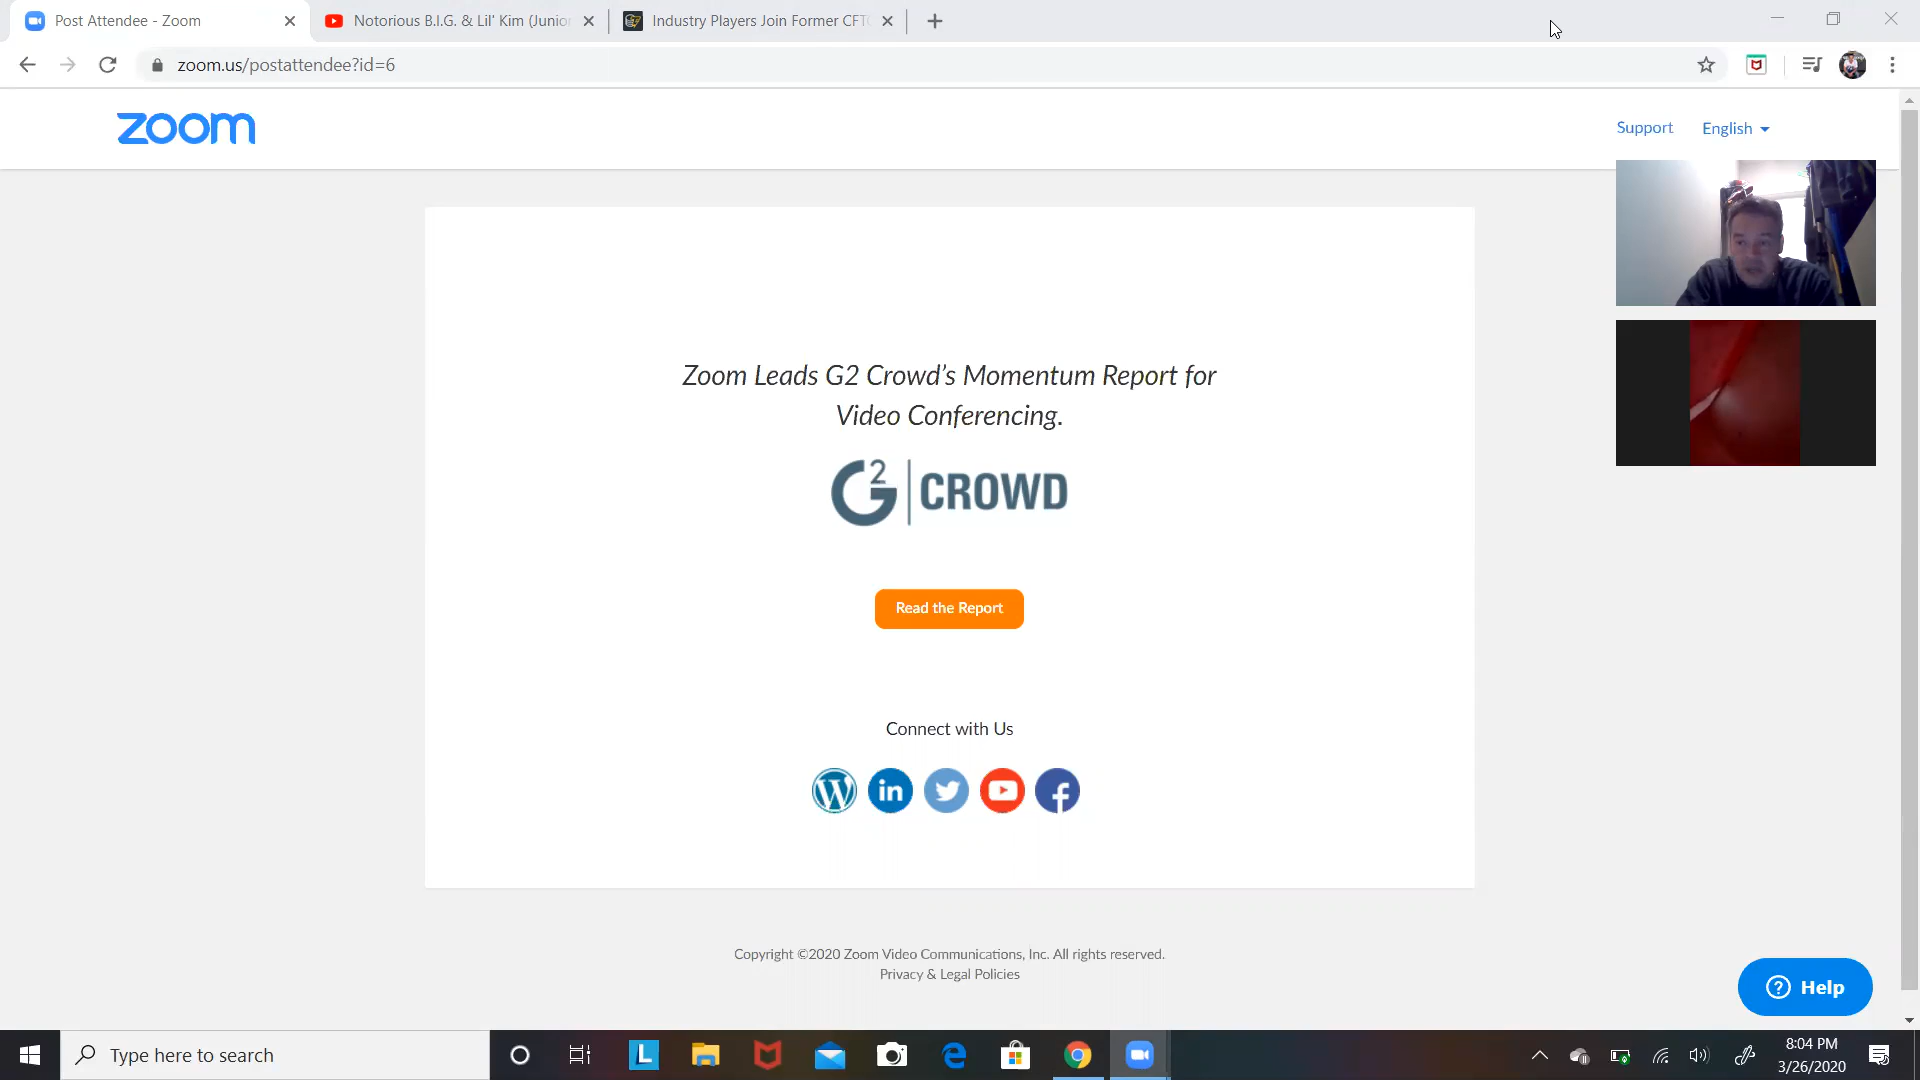 Post Attendee - Zoom
Notorious B.I.G. & Lil' Kim (Junio
Industry Players Join Former CFTC
zoom.us/postattendee?id=6
zoom
Support
English
Zoom Leads G2 Crowd’s Momentum Report for
Video Conferencing.
G2 | CROWD
Read the Report
Connect with Us
Copyright ©2020 Zoom Video Communications, Inc. All rights reserved.
Privacy & Legal Policies
Help
Type here to search
L
8:04 PM
3/26/2020